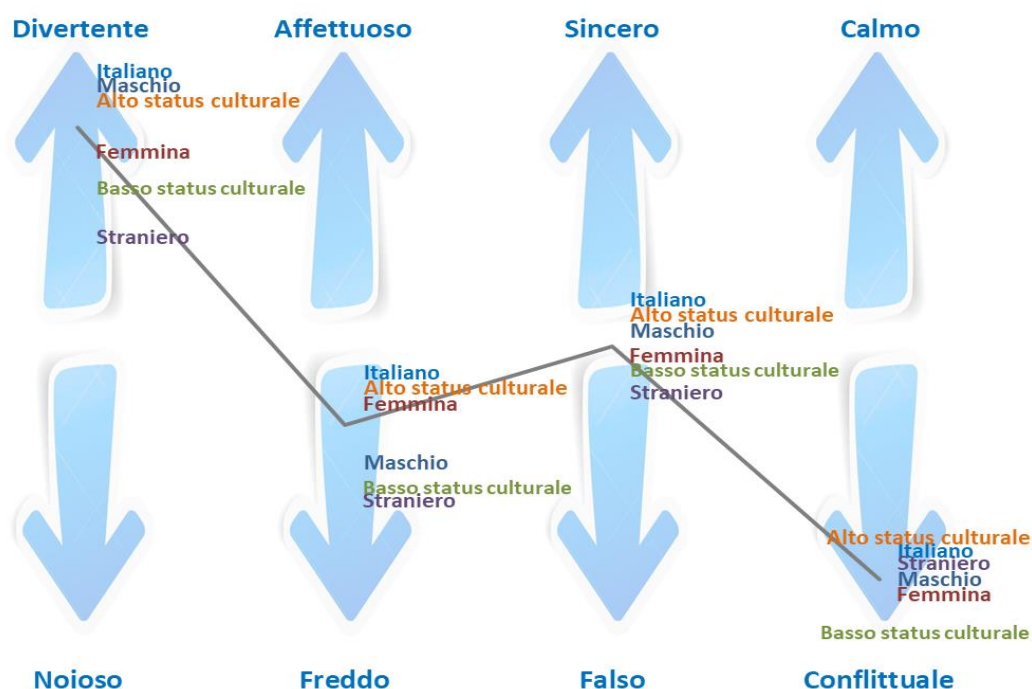 Divertente
Affettuoso
Sincero
Calmo
Italiano
Maschio
Alto status culturale
Femmina
Basso status culturale
Straniero
Italiano
Alto status culturale
Femmina
Maschio
Basso status culturale
Straniero
Italiano
Alto status culturale
Maschio
Femmina
Basso status culturale
Straniero
Alto status culturale
Italiano
Straniero
Maschio
Femmina
Basso status culturale
Noioso
Freddo
Falso
Conflittuale